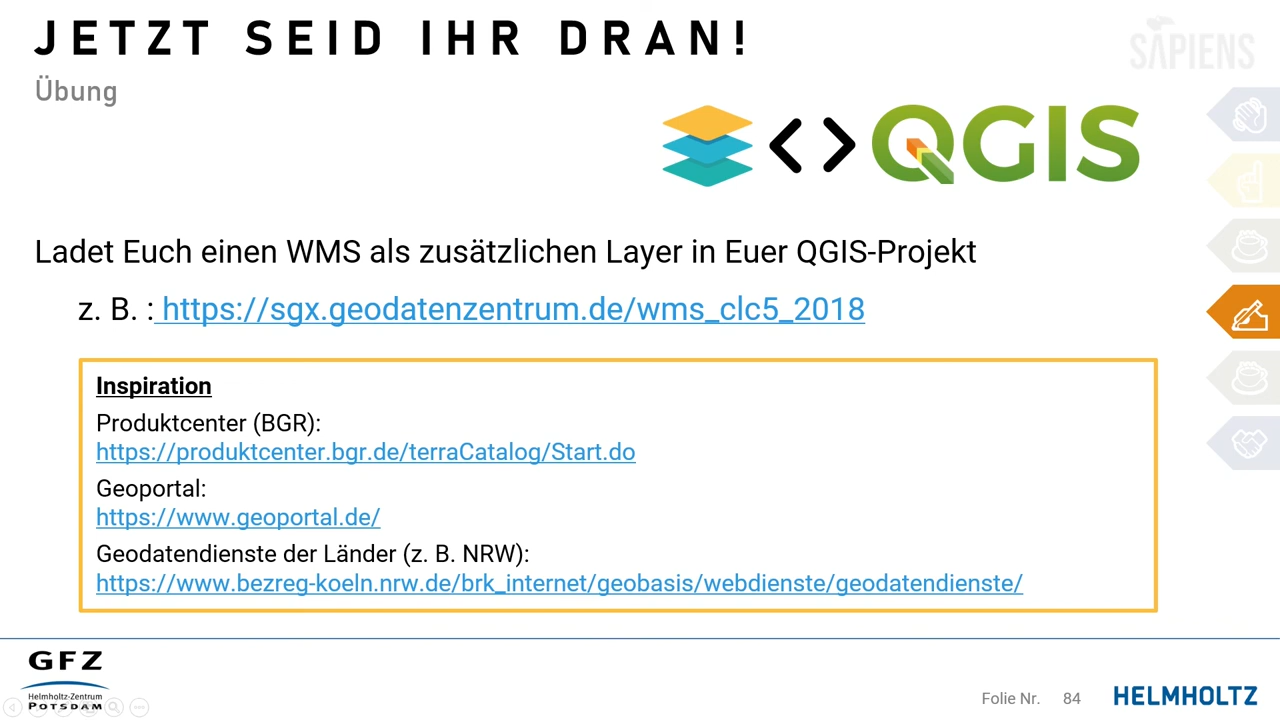 JETZT SEID IHR DRAN!
SAPIENS
Übung
< > QGIS
Ladet Euch einen WMS als zusätzlichen Layer in Euer QGIS-Projekt
z. B. : https://sgx.geodatenzentrum.de/wms_clc5_2018
Inspiration
Produktcenter (BGR):
https://produktcenter.bgr.de/terraCatalog/Start.do
Geoportal:
https://www.geoportal.de/
Geodatendienste der Länder (z. B. NRW):
https://www.bezreg-koeln.nrw.de/brk_internet/geobasis/webdienste/geodatendienste/
GFZ
Helmholtz-Zentrum
POTSDAM
Folie Nr. 84
HELMHOLTZ